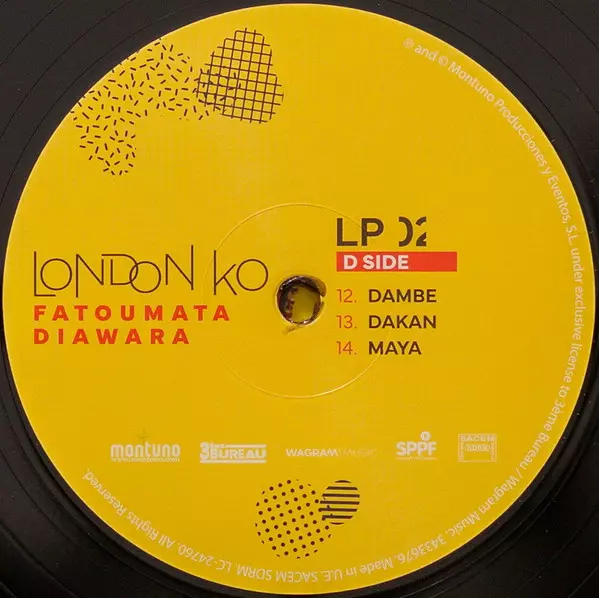 LONDON KO
FATOUMATA
DIAWARA
LP 02
D SIDE
12. DAMBE
13. DAKAN
14. MAYA
montuno
3ème BUREAU
WAGRAM MUSIC
SPPF
SACEM
SDRM
℗ and © Montuno Producciones y Eventos, S.L. under exclusive license to 3ème Bureau / Wagram Music. 3433676. Made in U.E. SACEM SDRM. LC-24760. All Rights Reserved.